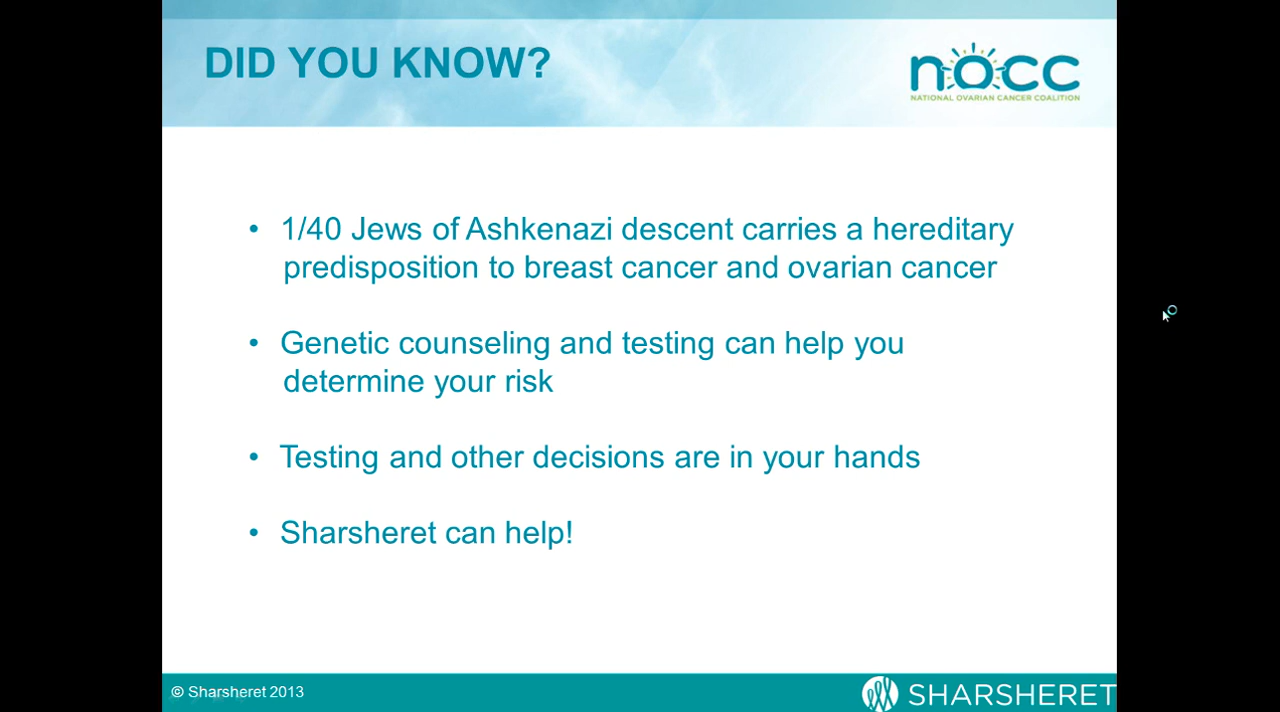 DID YOU KNOW?
nocc
NATIONAL OVARIAN CANCER COALITION
• 1/40 Jews of Ashkenazi descent carries a hereditary
predisposition to breast cancer and ovarian cancer
• Genetic counseling and testing can help you
determine your risk
• Testing and other decisions are in your hands
• Sharsheret can help!
© Sharsheret 2013
SHARSHERET